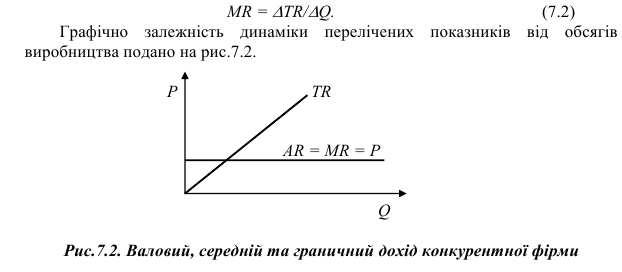 MR = ΔTR/ΔQ. (7.2)
Графічно залежність динаміки перелічених показників від обсягів
виробництва подано на рис.7.2.
P
TR
AR = MR = P
Q
Рис.7.2. Валовий, середній та граничний дохід конкурентної фірми